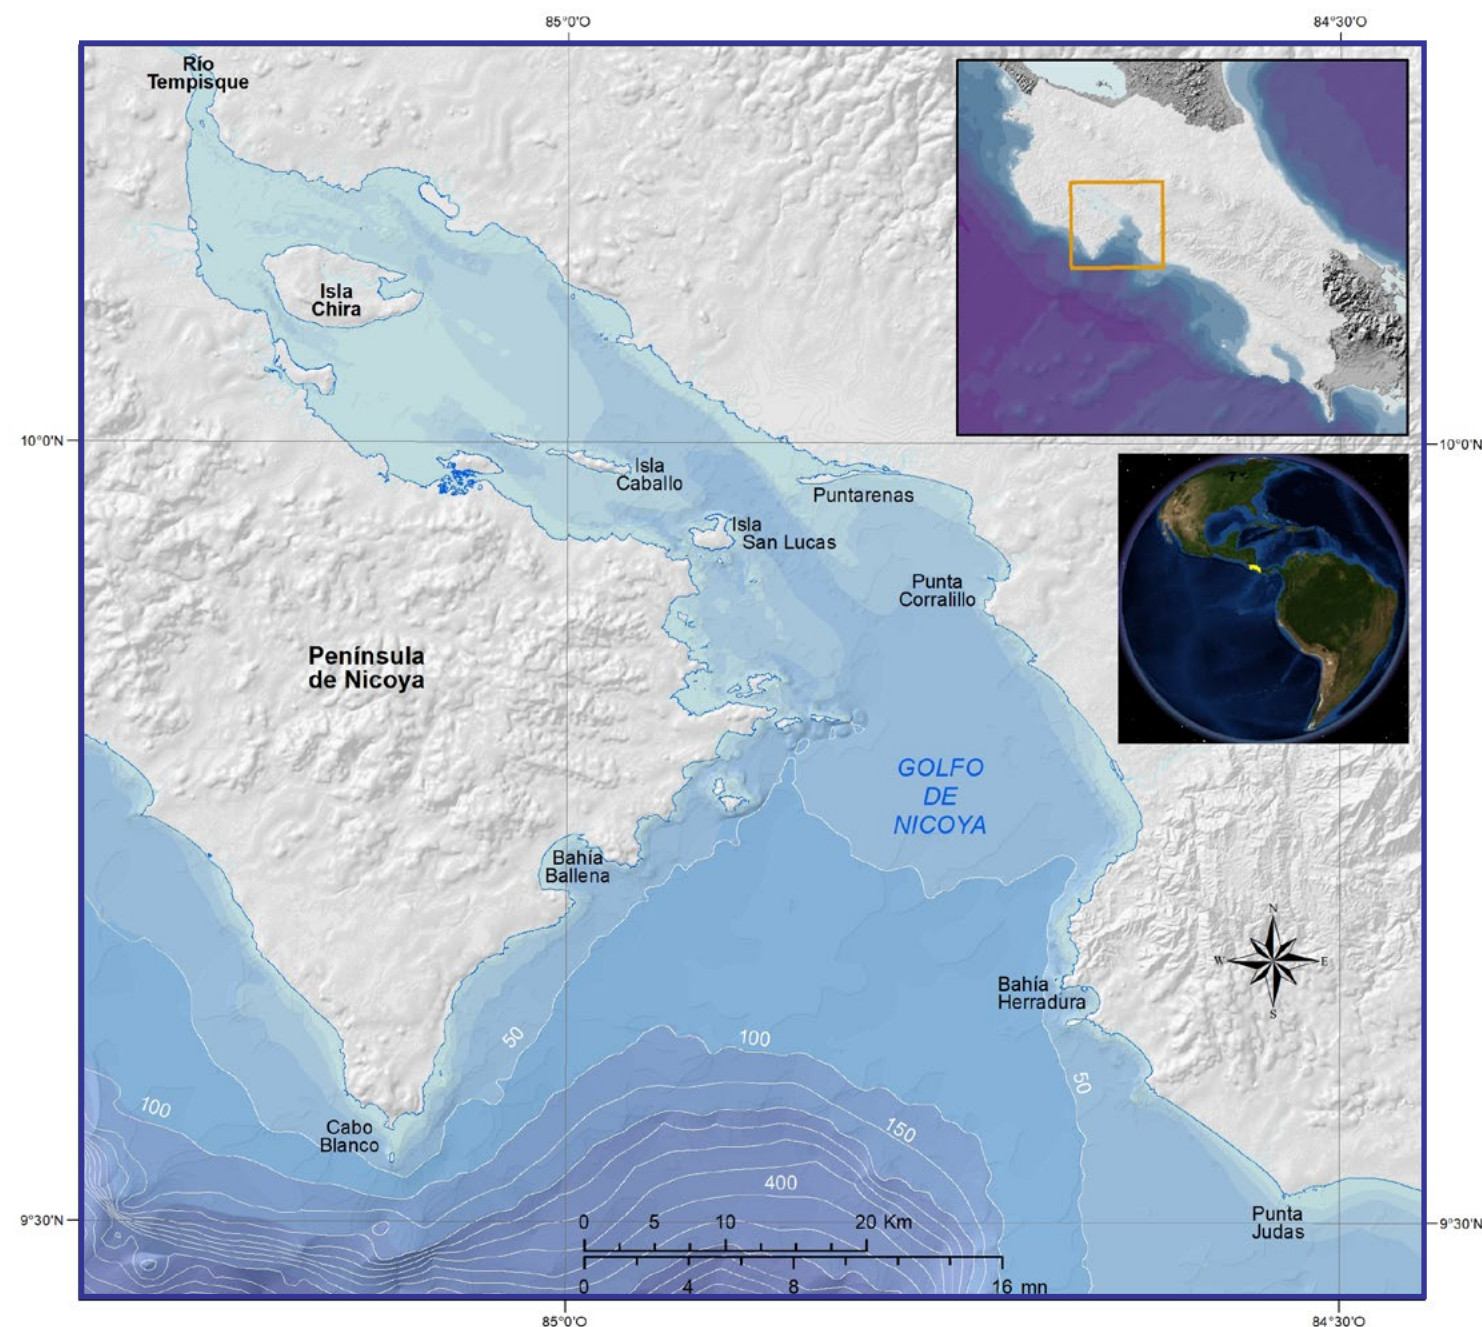 85°0'O
84°30'O
Río
Tempisque
Isla
Chira
10°0'N
10°0'N
Isla
Caballo
Puntarenas
Isla
San Lucas
Punta
Corralillo
Península
de Nicoya
GOLFO
DE
NICOYA
Bahía
Ballena
N
W
E
S
Bahía
Herradura
50
100
50
100
150
Cabo
Blanco
400
9°30'N
9°30'N
Punta
Judas
0 5 10 20 Km
0 4 8 16 mn
85°0'O
84°30'O